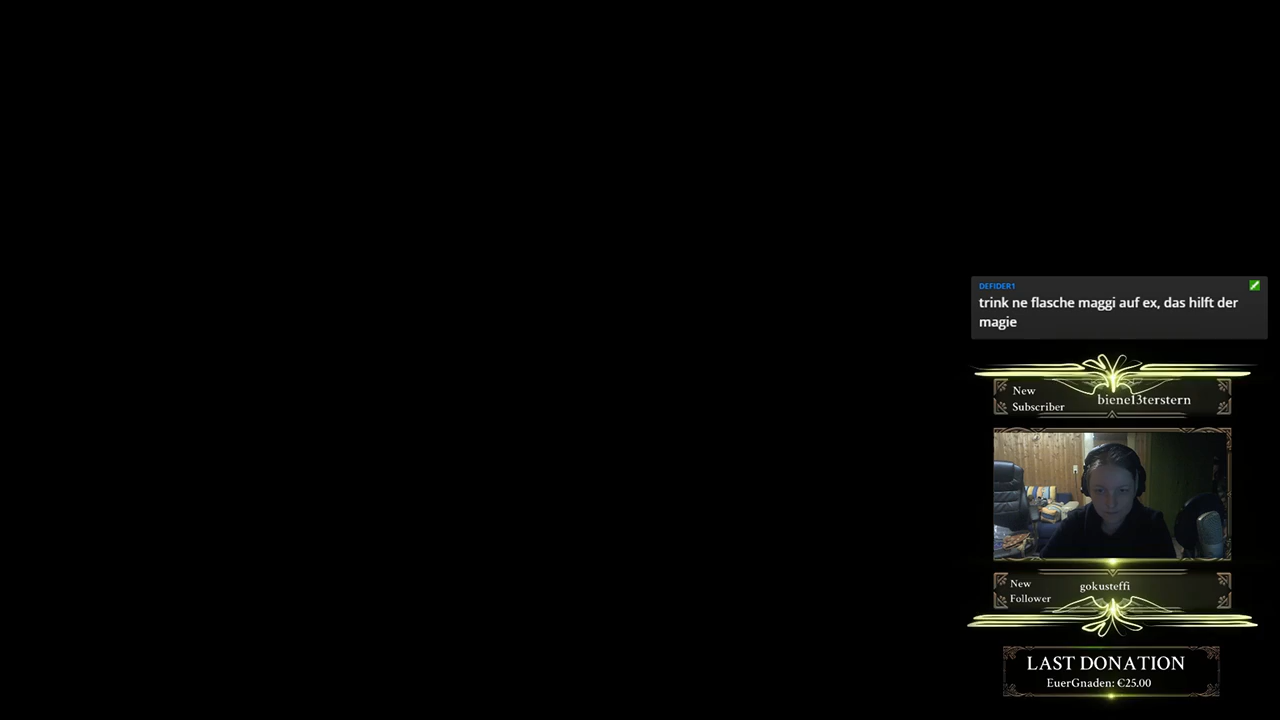 DEFIDER1
trink ne flasche maggi auf ex, das hilft der
magie
New
Subscriber
biene13terstern
New
Follower
gokusteffi
LAST DONATION
EuerGnaden: €25.00